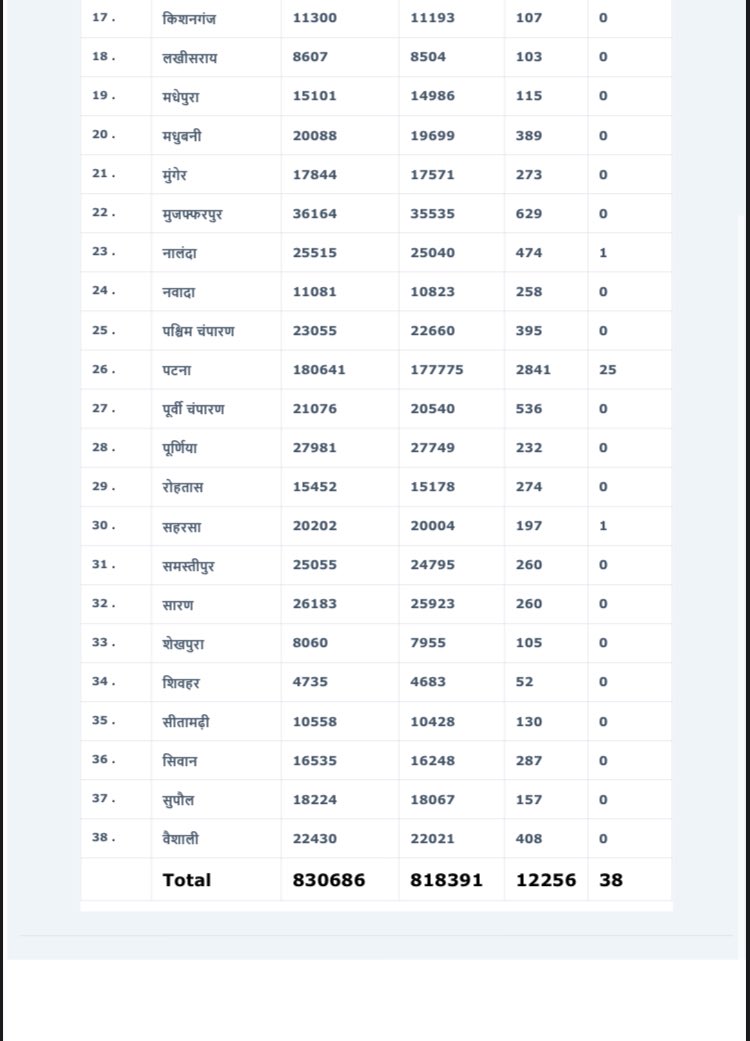 17 . किशनगंज 11300 11193 107 0
18 . लखीसराय 8607 8504 103 0
19 . मधेपुरा 15101 14986 115 0
20 . मधुबनी 20088 19699 389 0
21 . मुंगेर 17844 17571 273 0
22 . मुजफ्फरपुर 36164 35535 629 0
23 . नालंदा 25515 25040 474 1
24 . नवादा 11081 10823 258 0
25 . पश्चिम चंपारण 23055 22660 395 0
26 . पटना 180641 177775 2841 25
27 . पूर्वी चंपारण 21076 20540 536 0
28 . पूर्णिया 27981 27749 232 0
29 . रोहतास 15452 15178 274 0
30 . सहरसा 20202 20004 197 1
31 . समस्तीपुर 25055 24795 260 0
32 . सारण 26183 25923 260 0
33 . शेखपुरा 8060 7955 105 0
34 . शिवहर 4735 4683 52 0
35 . सीतामढ़ी 10558 10428 130 0
36 . सिवान 16535 16248 287 0
37 . सुपौल 18224 18067 157 0
38 . वैशाली 22430 22021 408 0
Total 830686 818391 12256 38